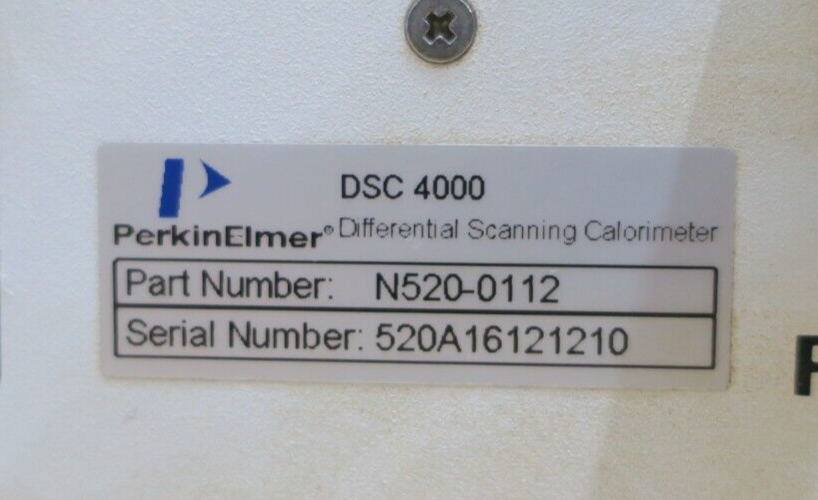 DSC 4000
PerkinElmer® Differential Scanning Calorimeter
Part Number: N520-0112
Serial Number: 520A16121210